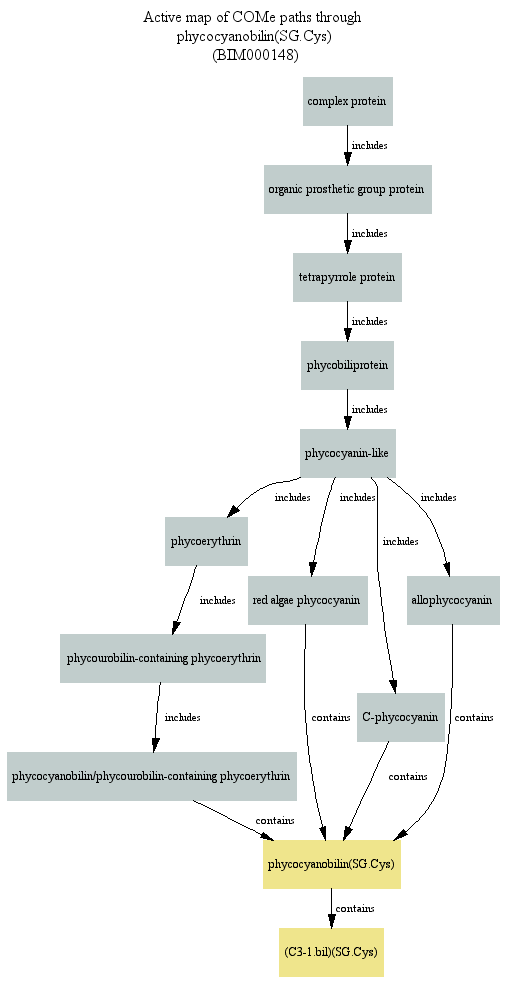 Active map of COMe paths through
phycocyanobilin(SG.Cys)
(BIM000148)
complex protein
includes
organic prosthetic group protein
includes
tetrapyrrole protein
includes
phycobiliprotein
includes
phycocyanin-like
includes
includes
includes
includes
phycoerythrin
includes
red algae phycocyanin
allophycocyanin
phycourobilin-containing phycoerythrin
includes
contains
C-phycocyanin
contains
phycocyanobilin/phycourobilin-containing phycoerythrin
contains
contains
phycocyanobilin(SG.Cys)
contains
(C3-1.bil)(SG.Cys)